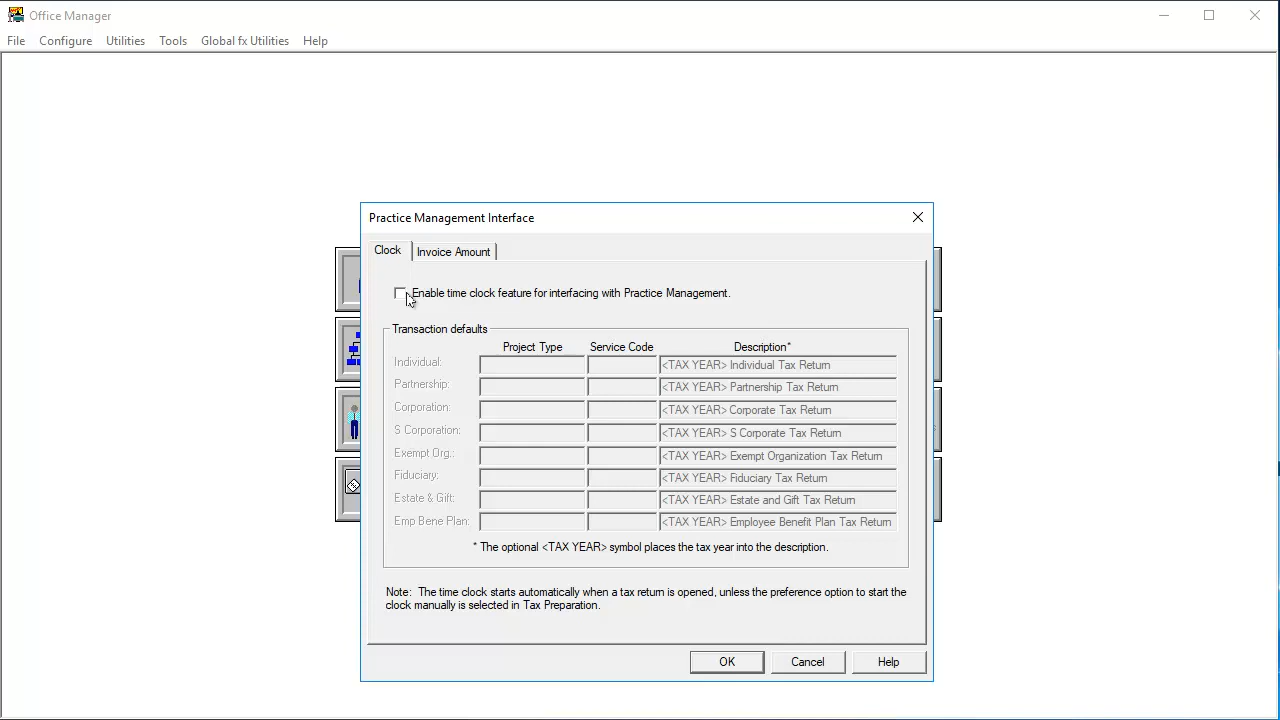 Office Manager
File Configure Utilities Tools Global fx Utilities Help
Practice Management Interface
Clock Invoice Amount
Enable time clock feature for interfacing with Practice Management.
Transaction defaults
Project Type Service Code Description*
Individual: <TAX YEAR> Individual Tax Return
Partnership: <TAX YEAR> Partnership Tax Return
Corporation: <TAX YEAR> Corporate Tax Return
S Corporation: <TAX YEAR> S Corporate Tax Return
Exempt Org.: <TAX YEAR> Exempt Organization Tax Return
Fiduciary: <TAX YEAR> Fiduciary Tax Return
Estate & Gift: <TAX YEAR> Estate and Gift Tax Return
Emp Bene Plan: <TAX YEAR> Employee Benefit Plan Tax Return
* The optional <TAX YEAR> symbol places the tax year into the description.
Note: The time clock starts automatically when a tax return is opened, unless the preference option to start the
clock manually is selected in Tax Preparation.
OK Cancel Help